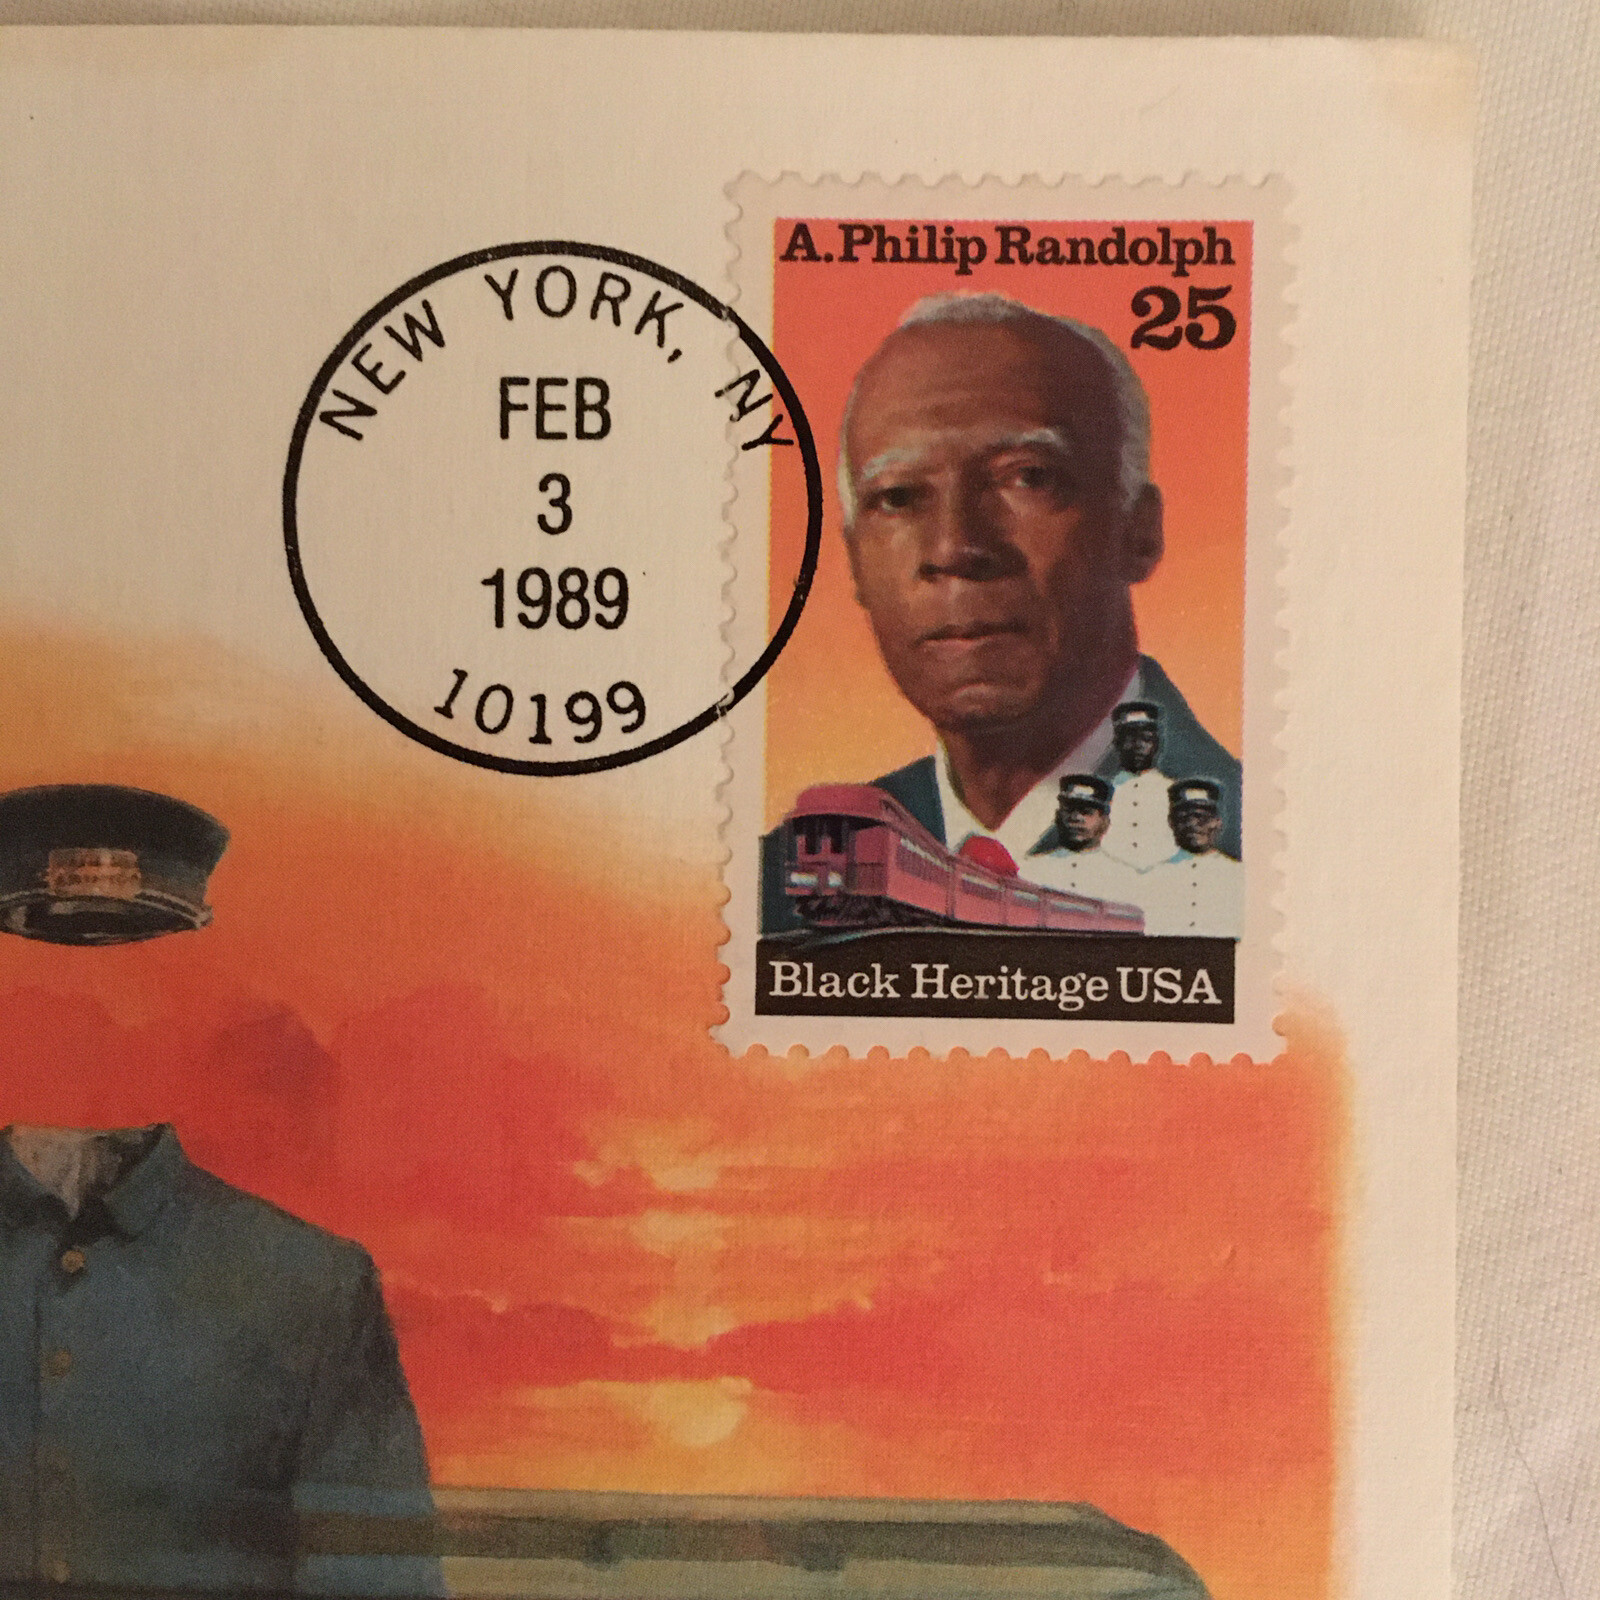 NEW YORK, NY
FEB
3
1989
10199
A. Philip Randolph
25
Black Heritage USA